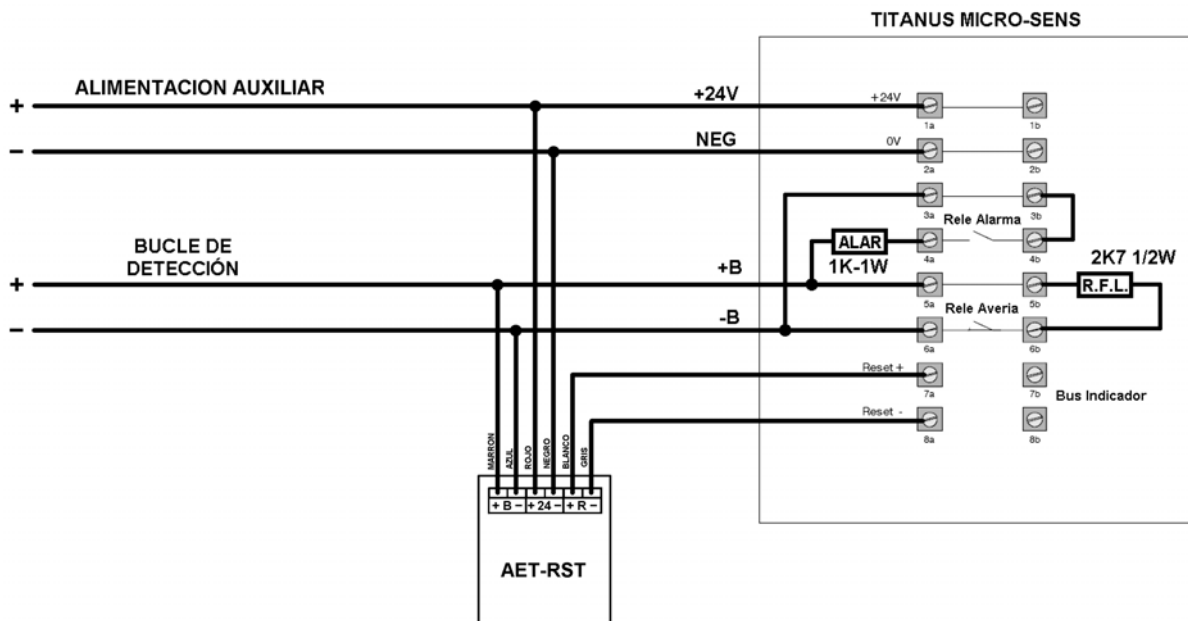 TITANUS MICRO-SENS
ALIMENTACION AUXILIAR
+ +24V +24V
1a 1b
− NEG 0V
2a 2b
3a 3b
Rele Alarma
BUCLE DE
DETECCIÓN
ALAR
1K-1W
4a 4b
2K7 1/2W
+ +B
5a 5b
R.F.L.
Rele Averia
− -B
6a 6b
Reset +
7a 7b
Bus Indicador
Reset -
8a 8b
MARRON
AZUL
ROJO
NEGRO
BLANCO
GRIS
+ B − + 24 − + R −
AET-RST